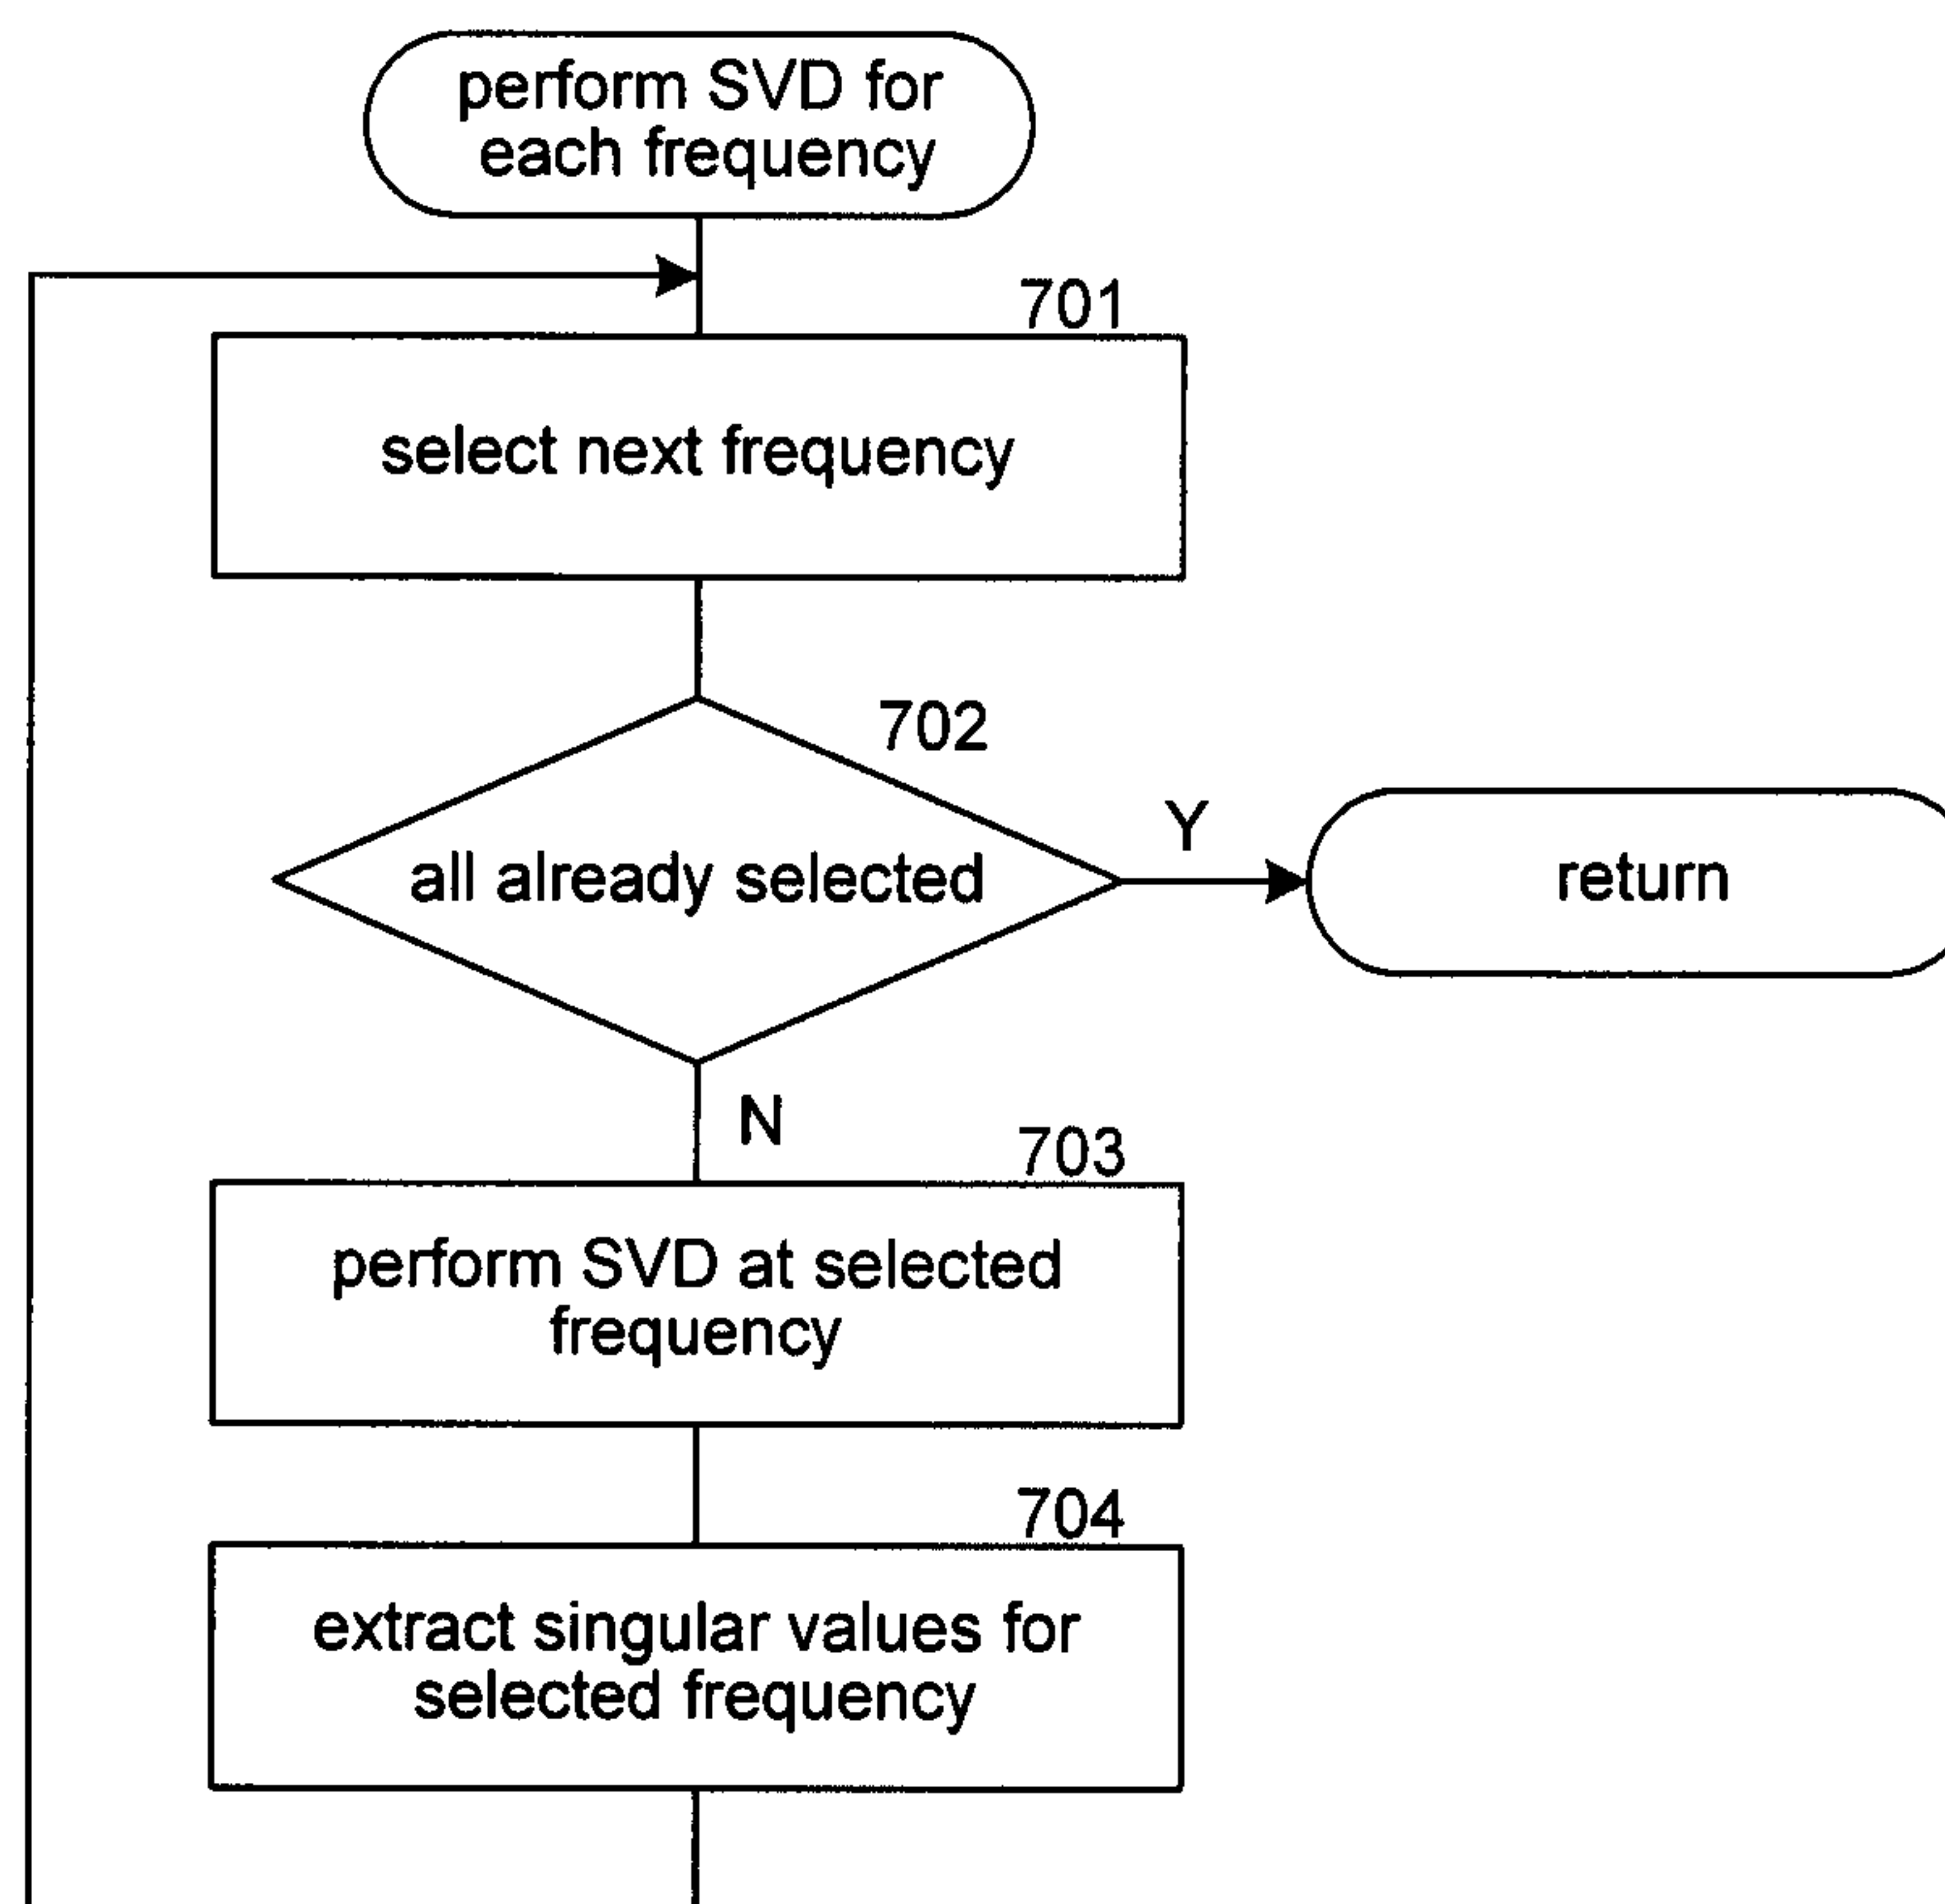 perform SVD for
each frequency
701
select next frequency
702
all already selected
Y
return
N
703
perform SVD at selected
frequency
704
extract singular values for
selected frequency